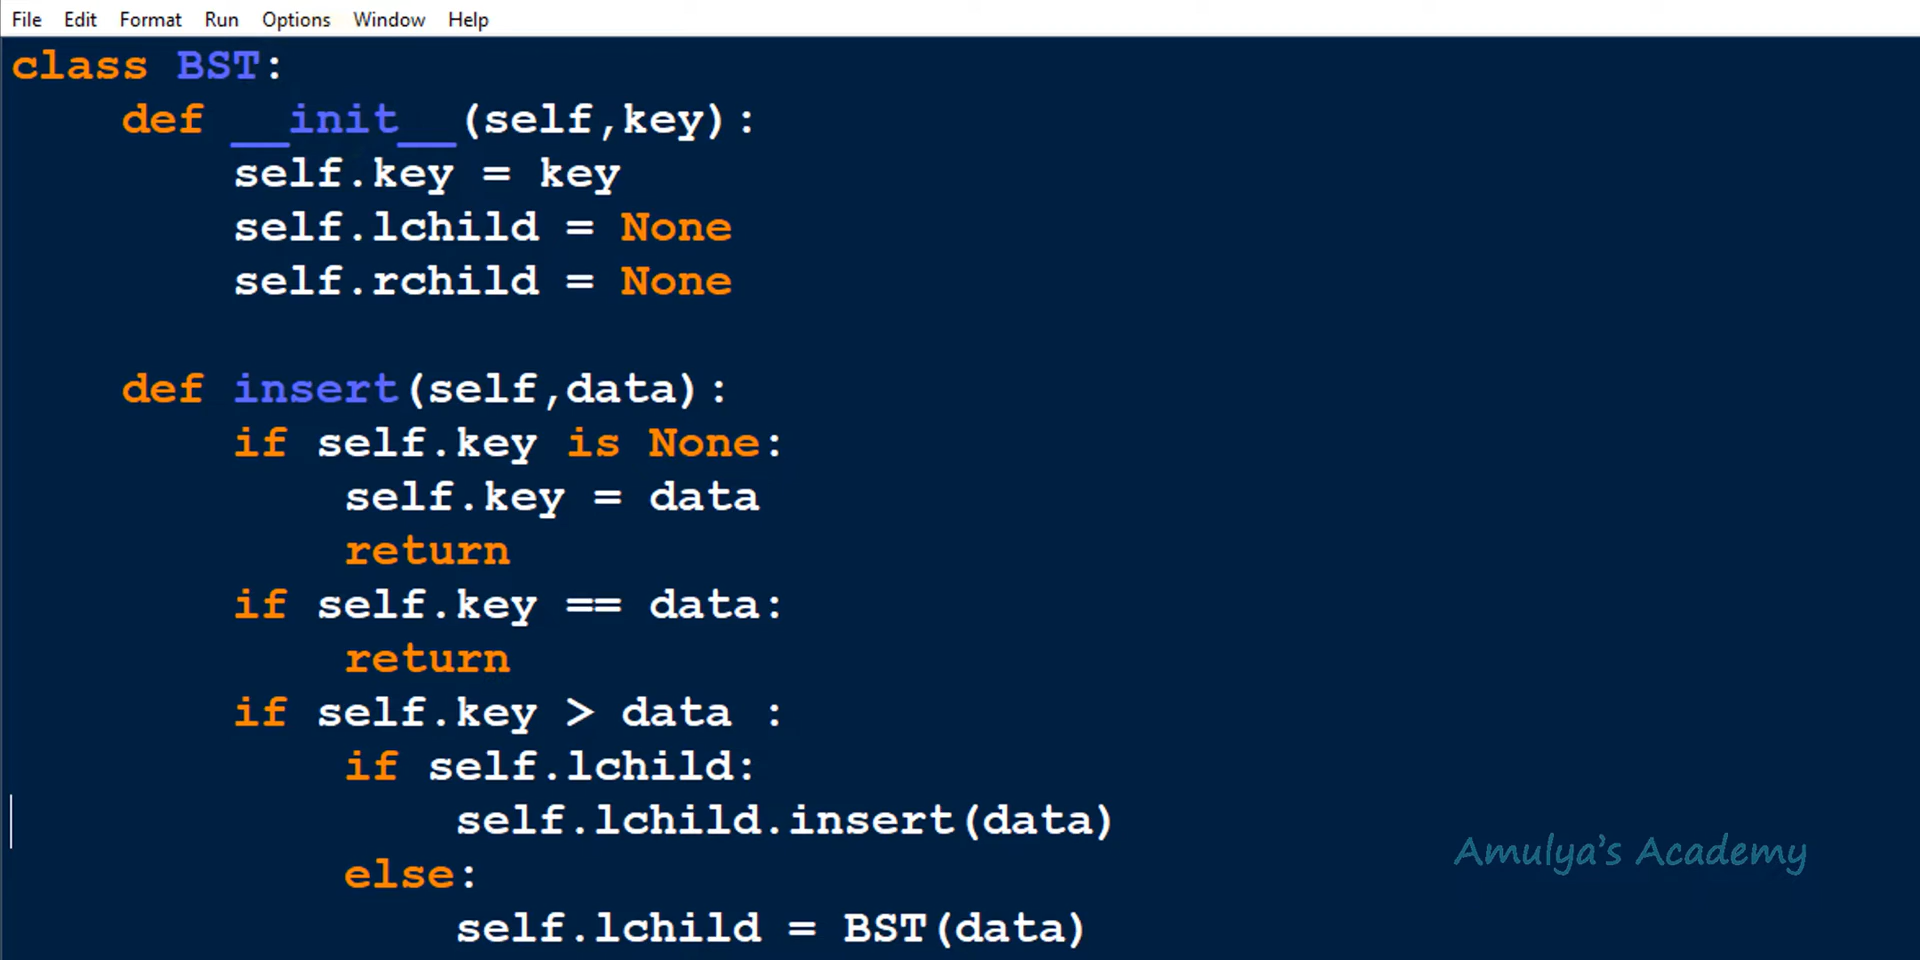 File Edit Format Run Options Window Help
class BST:
    def __init__(self,key):
        self.key = key
        self.lchild = None
        self.rchild = None

    def insert(self,data):
        if self.key is None:
            self.key = data
            return
        if self.key == data:
            return
        if self.key > data :
            if self.lchild:
                self.lchild.insert(data)
            else:
                self.lchild = BST(data)
Amulya's Academy